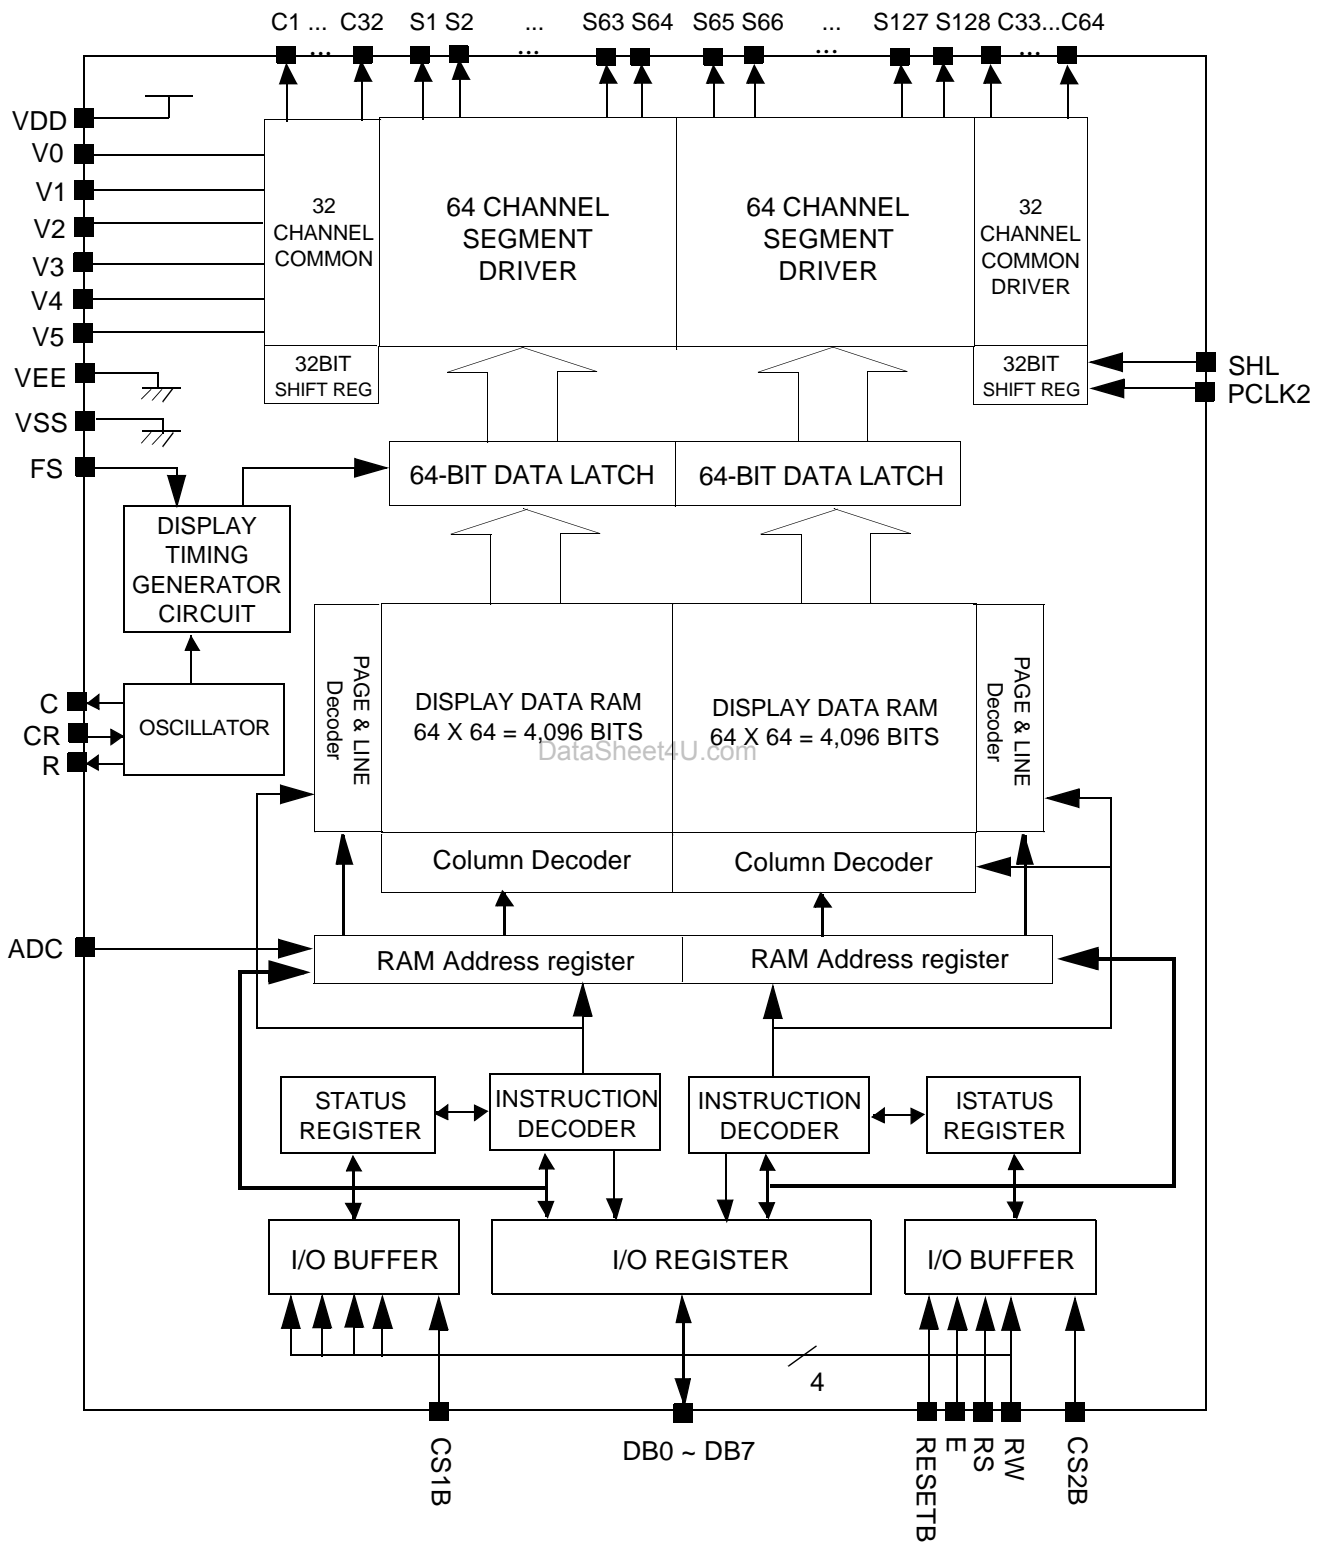 C1 ... C32 S1 S2 ... S63 S64 S65 S66 ... S127 S128 C33...C64
... ... ... ...
VDD
V0
V1
V2
V3
V4
V5
VEE
VSS
FS
32
CHANNEL
COMMON
64 CHANNEL
SEGMENT
DRIVER
64 CHANNEL
SEGMENT
DRIVER
32
CHANNEL
COMMON
DRIVER
32BIT
SHIFT REG
32BIT
SHIFT REG
SHL
PCLK2
64-BIT DATA LATCH
64-BIT DATA LATCH
DISPLAY
TIMING
GENERATOR
CIRCUIT
C
CR
R
OSCILLATOR
PAGE & LINE
Decoder
DISPLAY DATA RAM
64 X 64 = 4,096 BITS
DISPLAY DATA RAM
64 X 64 = 4,096 BITS
PAGE & LINE
Decoder
DataSheet4U.com
Column Decoder
Column Decoder
ADC
RAM Address register
RAM Address register
STATUS
REGISTER
INSTRUCTION
DECODER
INSTRUCTION
DECODER
ISTATUS
REGISTER
I/O BUFFER
I/O REGISTER
I/O BUFFER
4
CS1B
DB0 ~ DB7
RESETB
E
RS
RW
CS2B